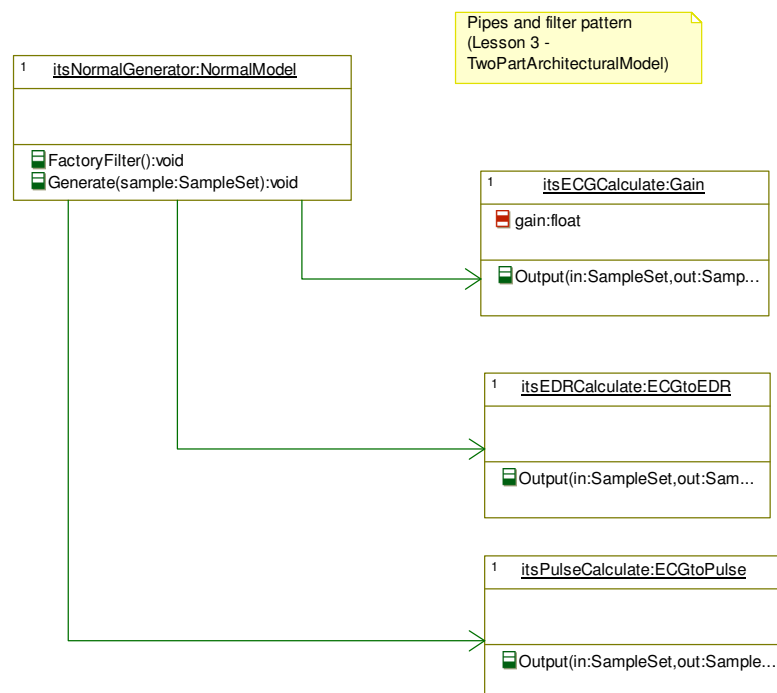 Pipes and filter pattern
(Lesson 3 -
TwoPartArchitecturalModel)
1 itsNormalGenerator:NormalModel
FactoryFilter():void
Generate(sample:SampleSet):void
1 itsECGCalculate:Gain
gain:float
Output(in:SampleSet,out:Samp...
1 itsEDRCalculate:ECGtoEDR
Output(in:SampleSet,out:Sam...
1 itsPulseCalculate:ECGtoPulse
Output(in:SampleSet,out:Sample...